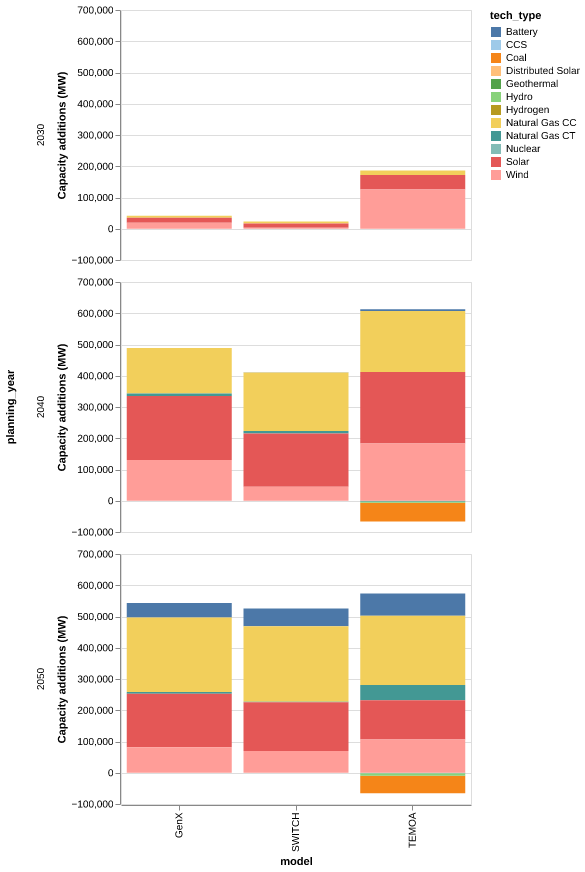 tech_type
Battery
CCS
Coal
Distributed Solar
Geothermal
Hydro
Hydrogen
Natural Gas CC
Natural Gas CT
Nuclear
Solar
Wind
planning_year
2030
Capacity additions (MW)
700,000
600,000
500,000
400,000
300,000
200,000
100,000
0
−100,000
2040
Capacity additions (MW)
700,000
600,000
500,000
400,000
300,000
200,000
100,000
0
−100,000
2050
Capacity additions (MW)
700,000
600,000
500,000
400,000
300,000
200,000
100,000
0
−100,000
GenX
SWITCH
TEMOA
model